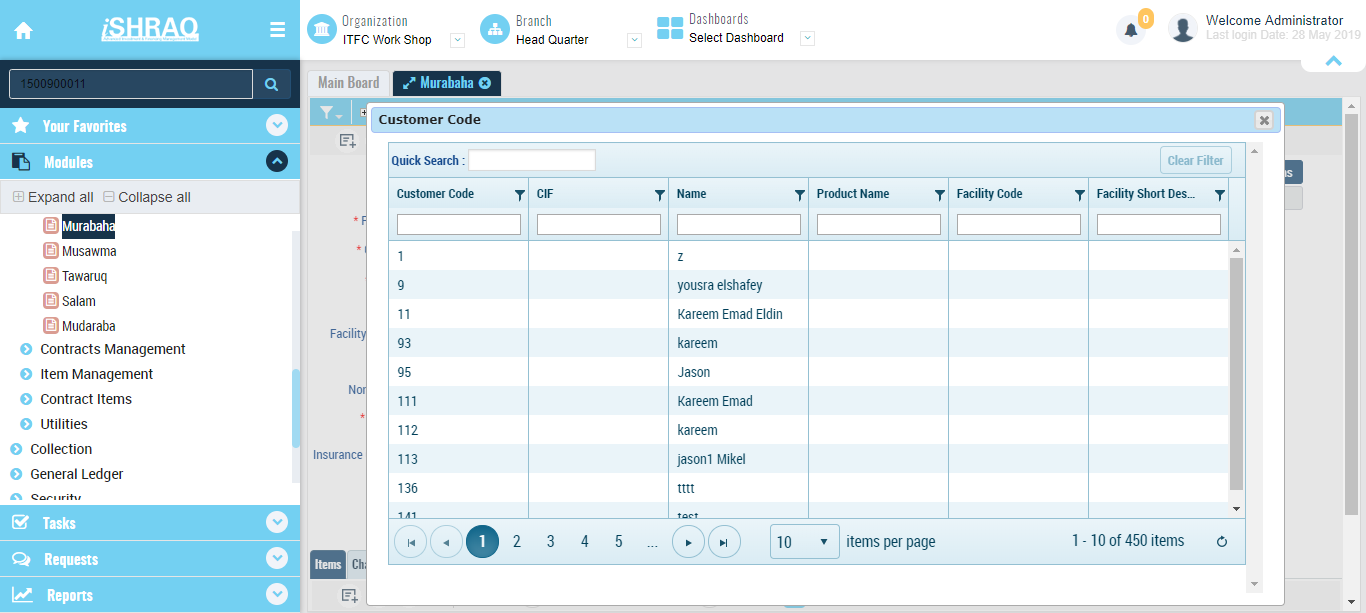 iSHRAQ
Organization
ITFC Work Shop
Branch
Head Quarter
Dashboards
Select Dashboard
0
Welcome Administrator
Last login Date: 28 May 2019
1500900011
Your Favorites
Modules
Expand all
Collapse all
Murabaha
Musawma
Tawaruq
Salam
Mudaraba
Contracts Management
Item Management
Contract Items
Utilities
Collection
General Ledger
Security
Tasks
Requests
Reports
Main Board
Murabaha
* F
*
Facility
Nor
*
Insurance
Items
Cha
Customer Code
Quick Search :
Clear Filter
Customer Code
CIF
Name
Product Name
Facility Code
Facility Short Des...
1 z
9 yousra elshafey
11 Kareem Emad Eldin
93 kareem
95 Jason
111 Kareem Emad
112 kareem
113 jason1 Mikel
136 tttt
141 test
1 2 3 4 5 ...
10
items per page
1 - 10 of 450 items